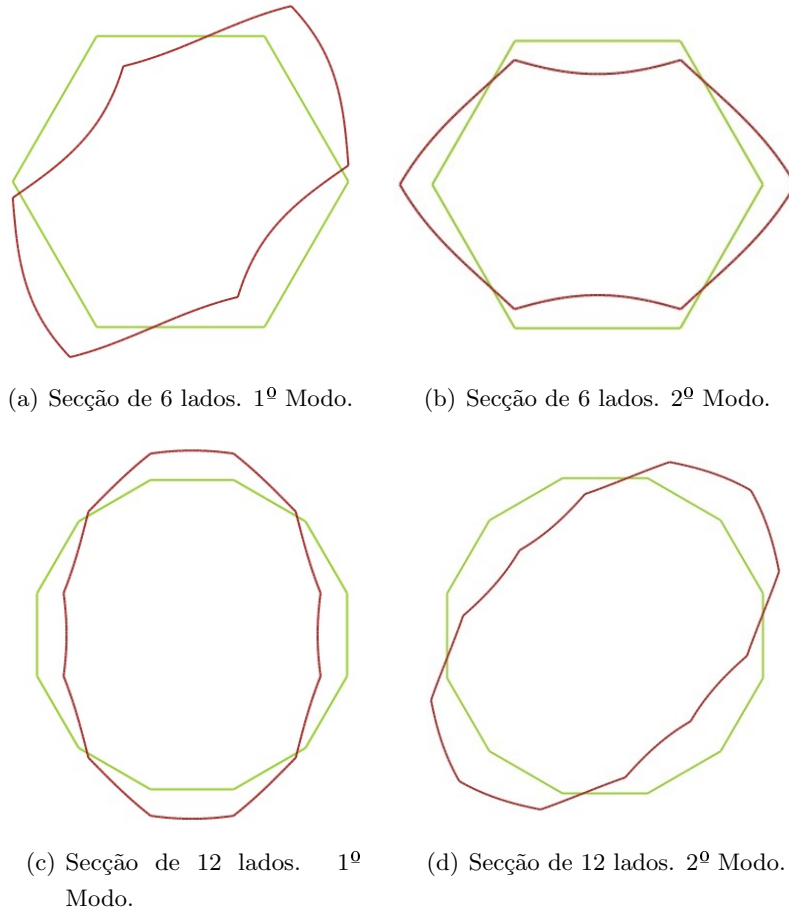 (a) Secção de 6 lados. 1º Modo.
(b) Secção de 6 lados. 2º Modo.
(c) Secção de 12 lados. 1º
Modo.
(d) Secção de 12 lados. 2º Modo.